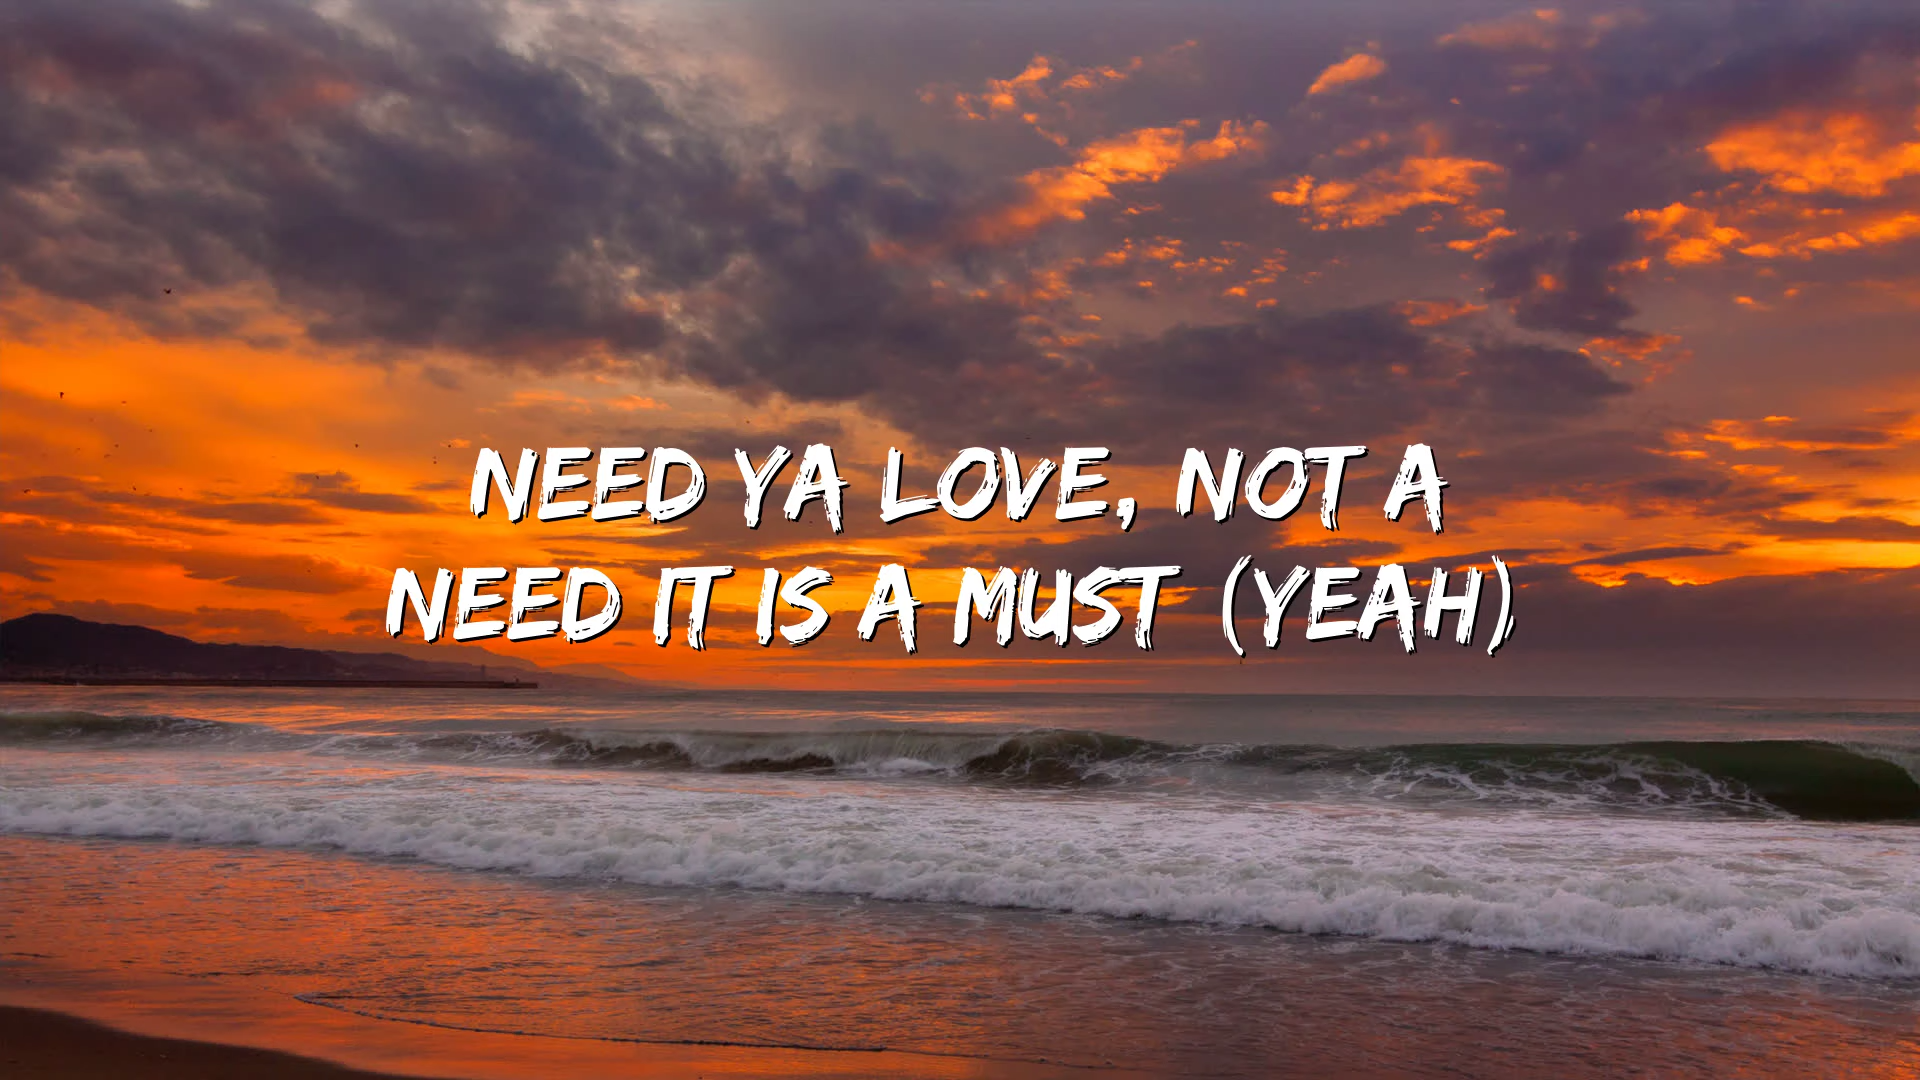 NEED YA LOVE, NOT A
NEED IT IS A MUST (YEAH)